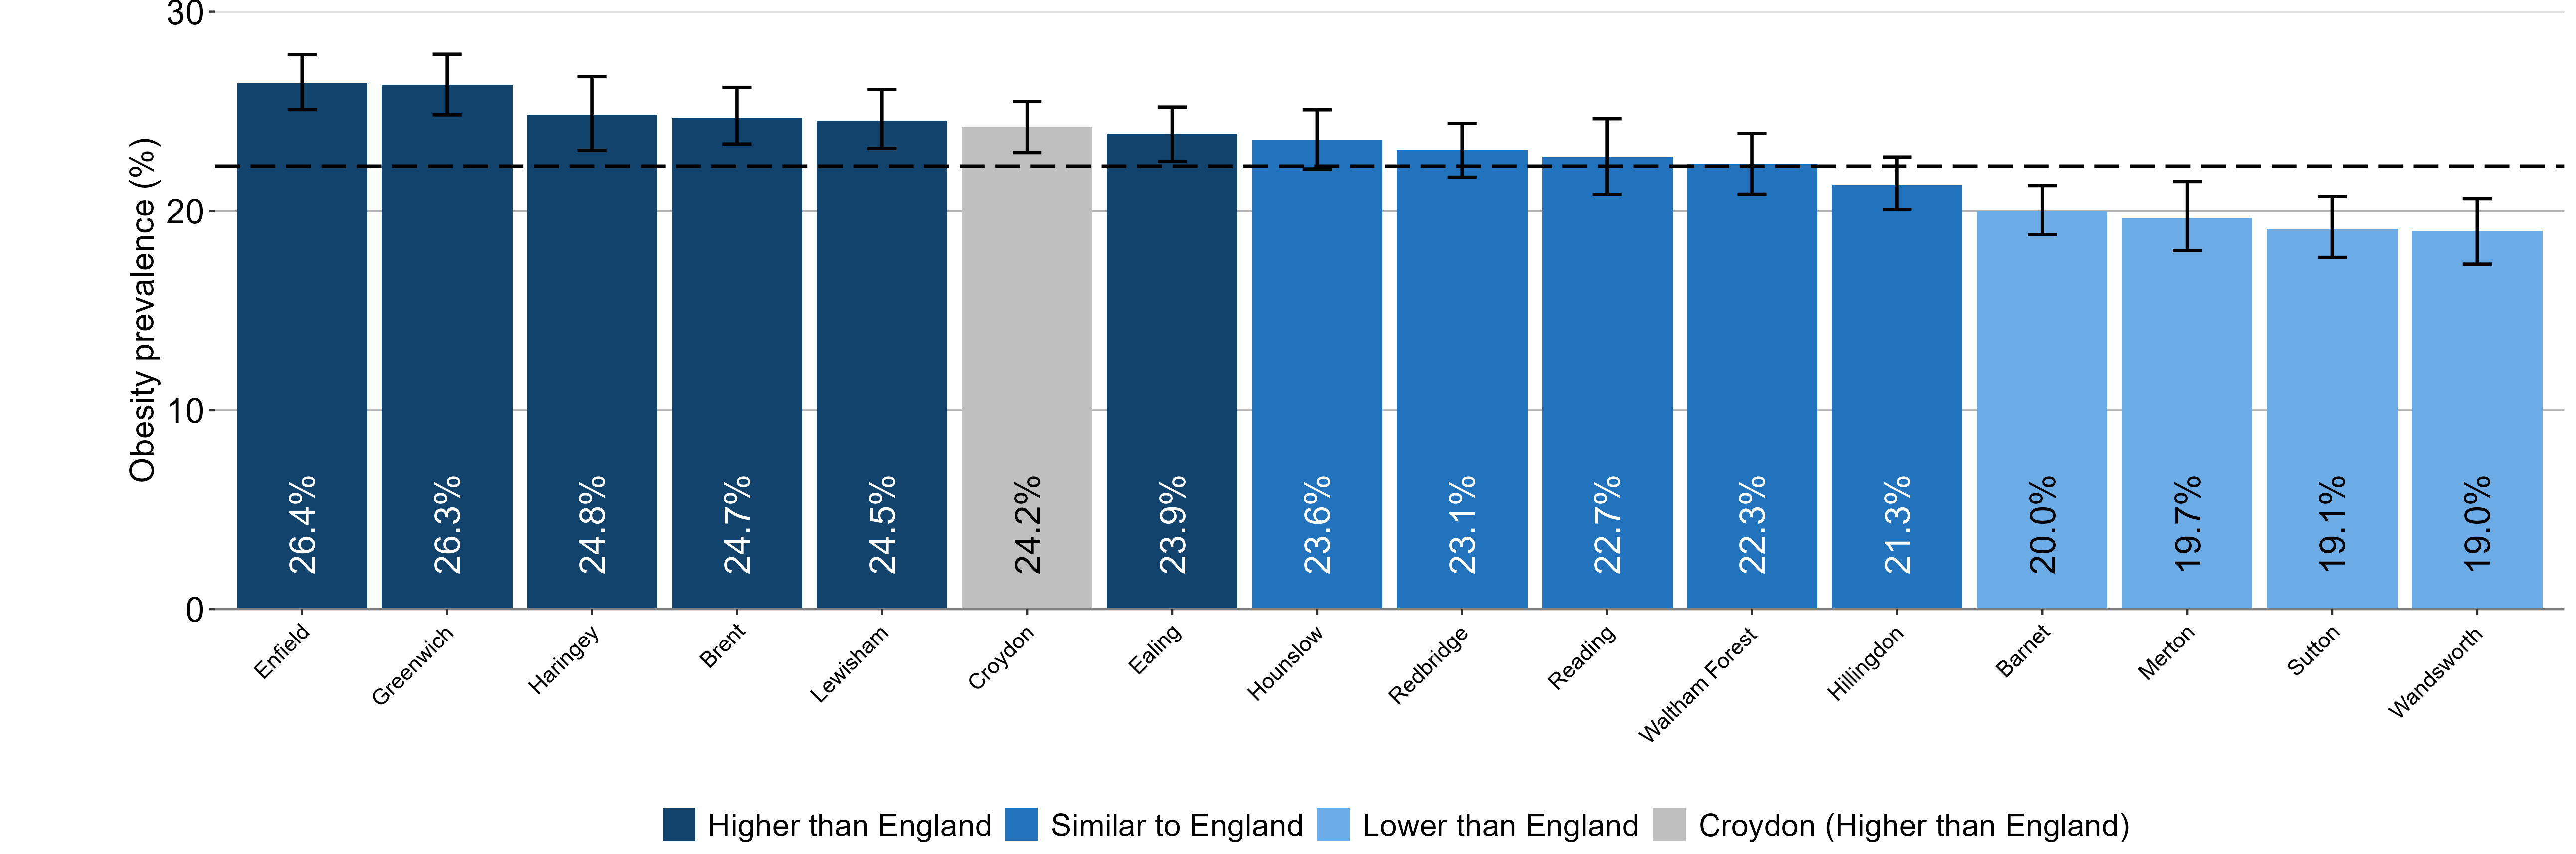 Obesity prevalence (%)
30
20
10
0
26.4%
26.3%
24.8%
24.7%
24.5%
24.2%
23.9%
23.6%
23.1%
22.7%
22.3%
21.3%
20.0%
19.7%
19.1%
19.0%
Enfield
Greenwich
Haringey
Brent
Lewisham
Croydon
Ealing
Hounslow
Redbridge
Reading
Waltham Forest
Hillingdon
Barnet
Merton
Sutton
Wandsworth
Higher than England
Similar to England
Lower than England
Croydon (Higher than England)